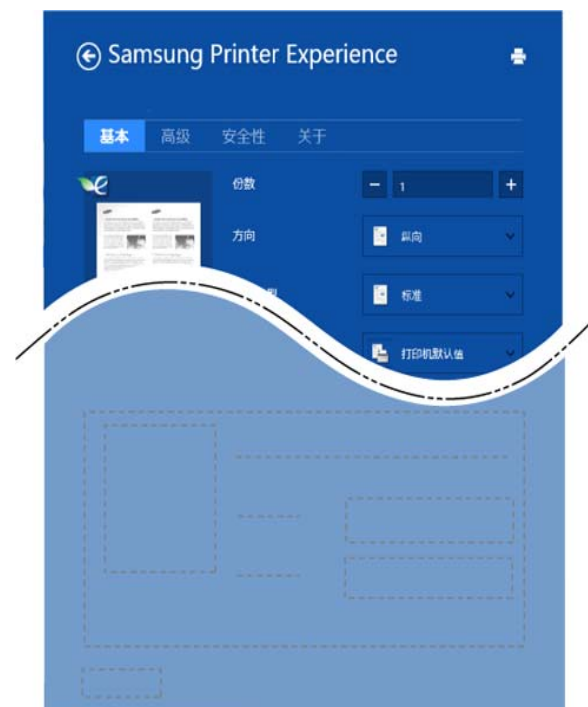 Samsung Printer Experience
基本 高级 安全性 关于
份数 1
方向 纵向
标准
打印机默认值